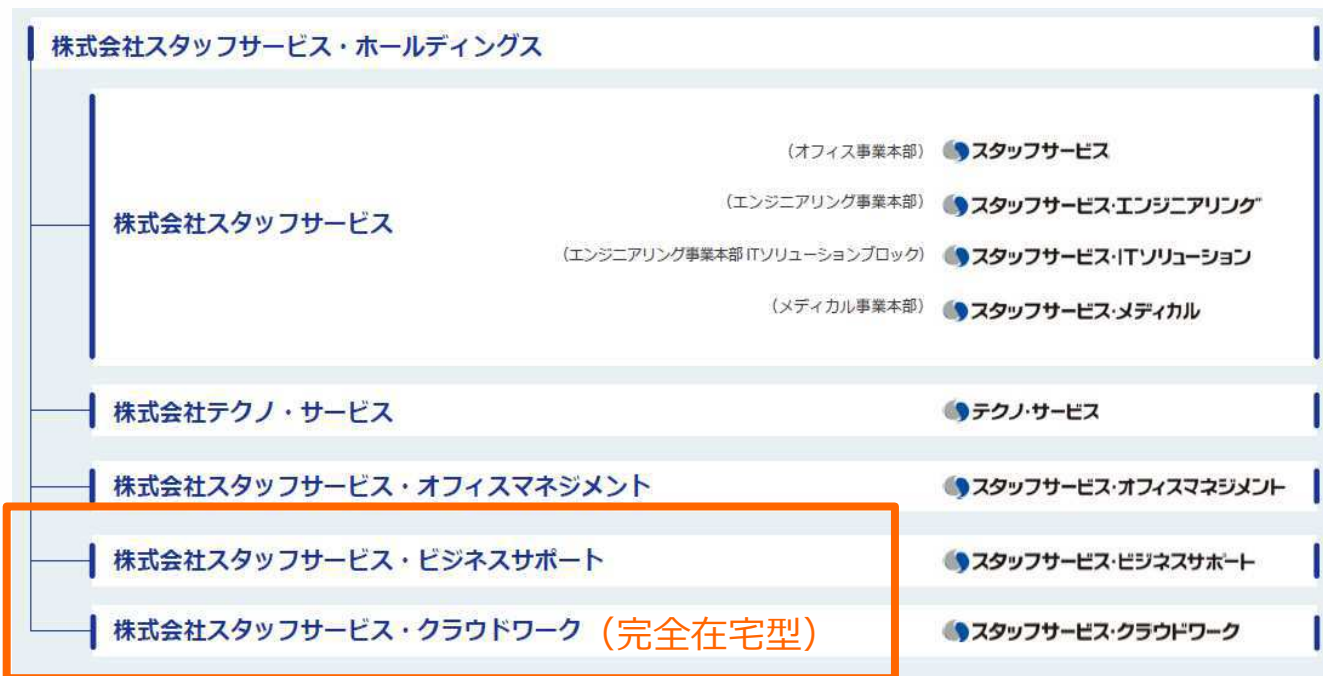 株式会社スタッフサービス・ホールディングス
株式会社スタッフサービス
(オフィス事業本部) スタッフサービス
(エンジニアリング事業本部) スタッフサービス・エンジニアリング
(エンジニアリング事業本部 ITソリューションブロック) スタッフサービス・ITソリューション
(メディカル事業本部) スタッフサービス・メディカル
株式会社テクノ・サービス テクノ・サービス
株式会社スタッフサービス・オフィスマネジメント スタッフサービス・オフィスマネジメント
株式会社スタッフサービス・ビジネスサポート スタッフサービス・ビジネスサポート
株式会社スタッフサービス・クラウドワーク (完全在宅型) スタッフサービス・クラウドワーク